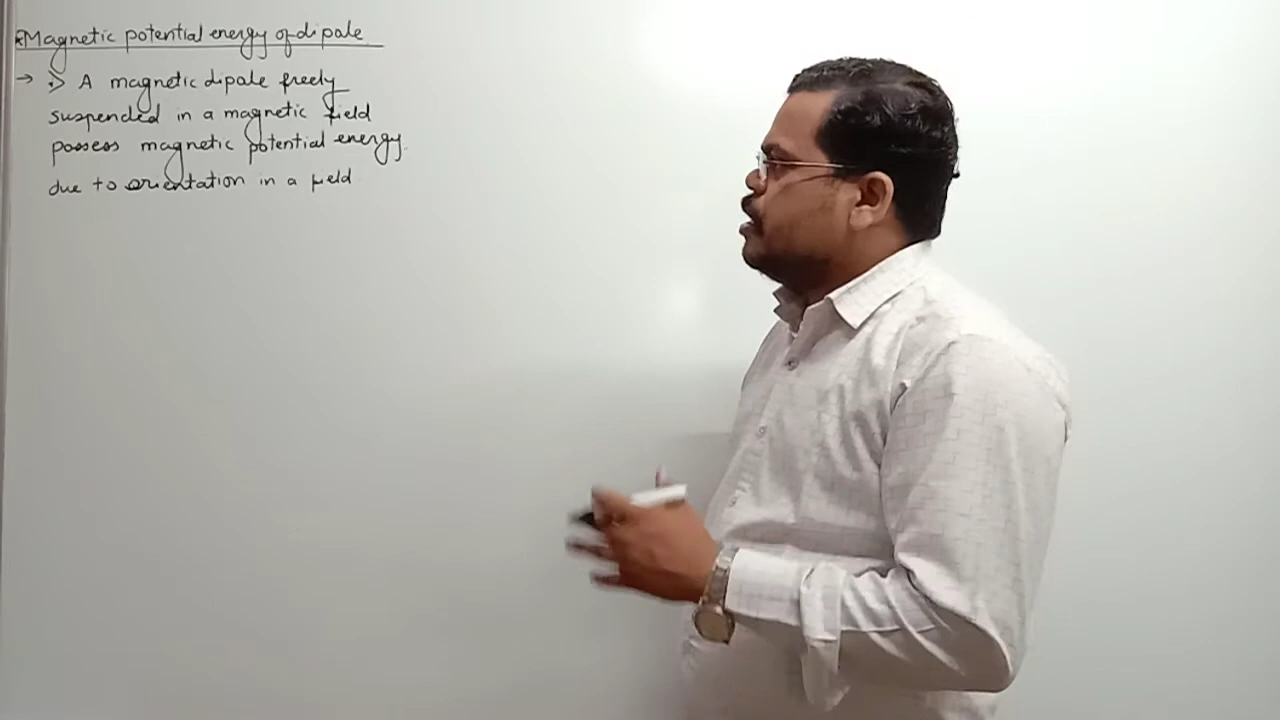 *Magnetic potential energy of dipole
→ i> A magnetic dipole freely
suspended in a magnetic field
possess magnetic potential energy.
due to orientation in a field